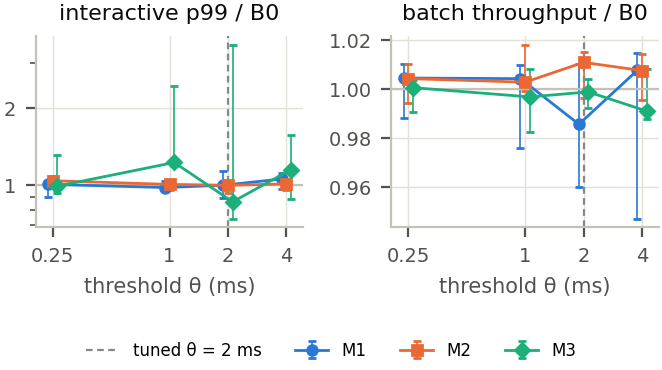 interactive p99 / B0
batch throughput / B0
2
1
0.25 1 2 4
threshold θ (ms)
1.02
1.00
0.98
0.96
0.25 1 2 4
threshold θ (ms)
tuned θ = 2 ms M1 M2 M3